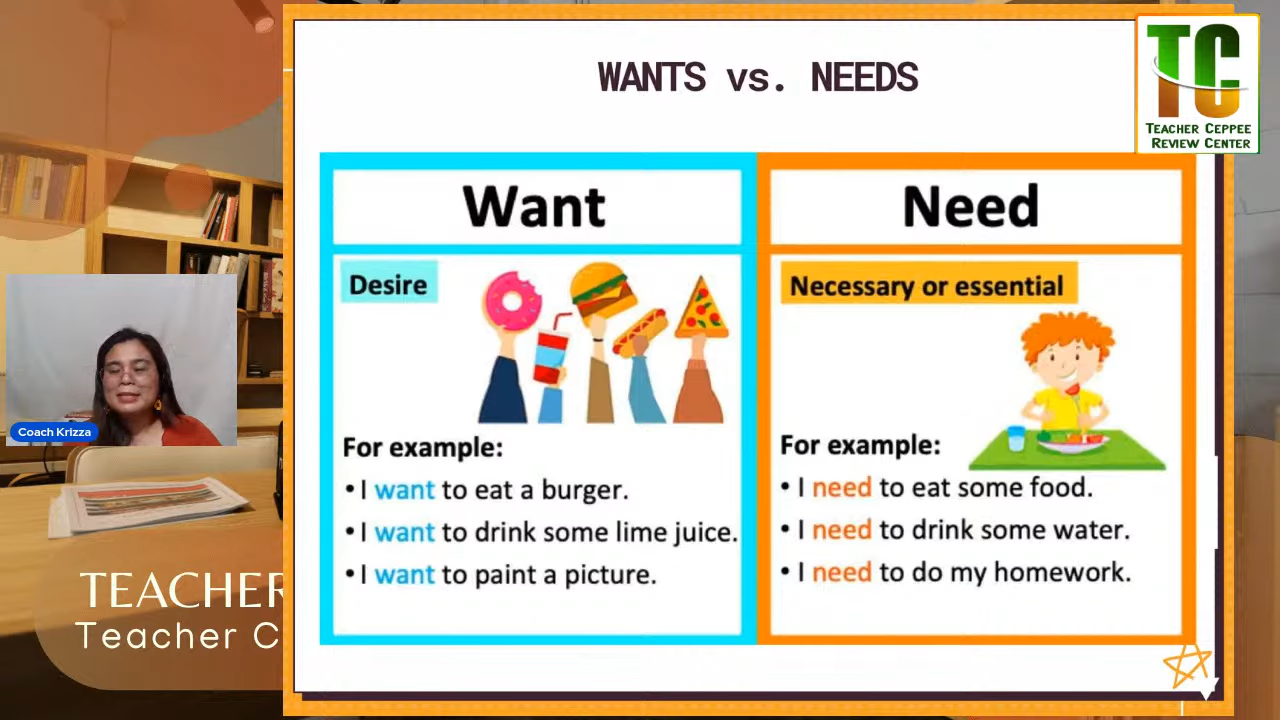 WANTS vs. NEEDS
TC
TEACHER CEPPEE
REVIEW CENTER
Want
Desire
For example:
• I want to eat a burger.
• I want to drink some lime juice.
• I want to paint a picture.
Need
Necessary or essential
For example:
• I need to eat some food.
• I need to drink some water.
• I need to do my homework.
Coach Krizza
TEACHER
Teacher C